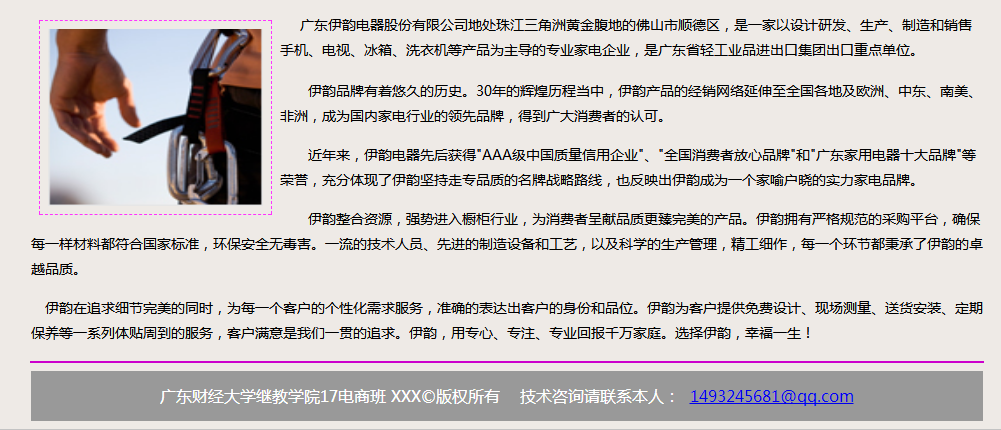 广东伊韵电器股份有限公司地处珠江三角洲黄金腹地的佛山市顺德区，是一家以设计研发、生产、制造和销售
手机、电视、冰箱、洗衣机等产品为主导的专业家电企业，是广东省轻工业品进出口集团出口重点单位。
伊韵品牌有着悠久的历史。30年的辉煌历程当中，伊韵产品的经销网络延伸至全国各地及欧洲、中东、南美、
非洲，成为国内家电行业的领先品牌，得到广大消费者的认可。
近年来，伊韵电器先后获得"AAA级中国质量信用企业"、"全国消费者放心品牌"和"广东家用电器十大品牌"等
荣誉，充分体现了伊韵坚持走专品质的名牌战略路线，也反映出伊韵成为一个家喻户晓的实力家电品牌。
伊韵整合资源，强势进入橱柜行业，为消费者呈献品质更臻完美的产品。伊韵拥有严格规范的采购平台，确保
每一样材料都符合国家标准，环保安全无毒害。一流的技术人员、先进的制造设备和工艺，以及科学的生产管理，精工细作，每一个环节都秉承了伊韵的卓
越品质。
伊韵在追求细节完美的同时，为每一个客户的个性化需求服务，准确的表达出客户的身份和品位。伊韵为客户提供免费设计、现场测量、送货安装、定期
保养等一系列体贴周到的服务，客户满意是我们一贯的追求。伊韵，用专心、专注、专业回报千万家庭。选择伊韵，幸福一生！
广东财经大学继教学院17电商班 XXX©版权所有 技术咨询请联系本人： 1493245681@qq.com